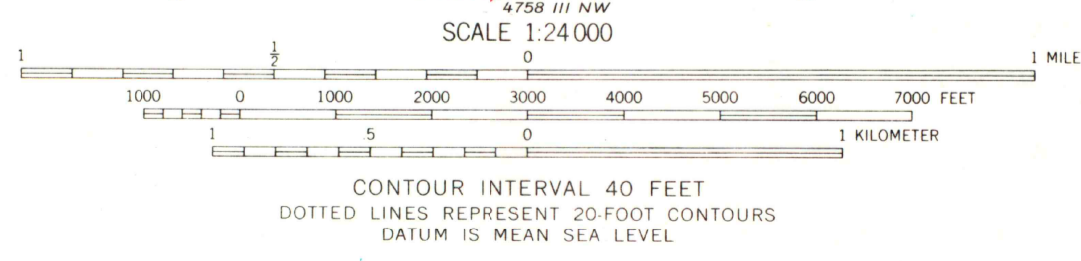 4758 III NW
SCALE 1:24 000
1 1/2 0 1 MILE
1000 0 1000 2000 3000 4000 5000 6000 7000 FEET
1 .5 0 1 KILOMETER
CONTOUR INTERVAL 40 FEET
DOTTED LINES REPRESENT 20-FOOT CONTOURS
DATUM IS MEAN SEA LEVEL